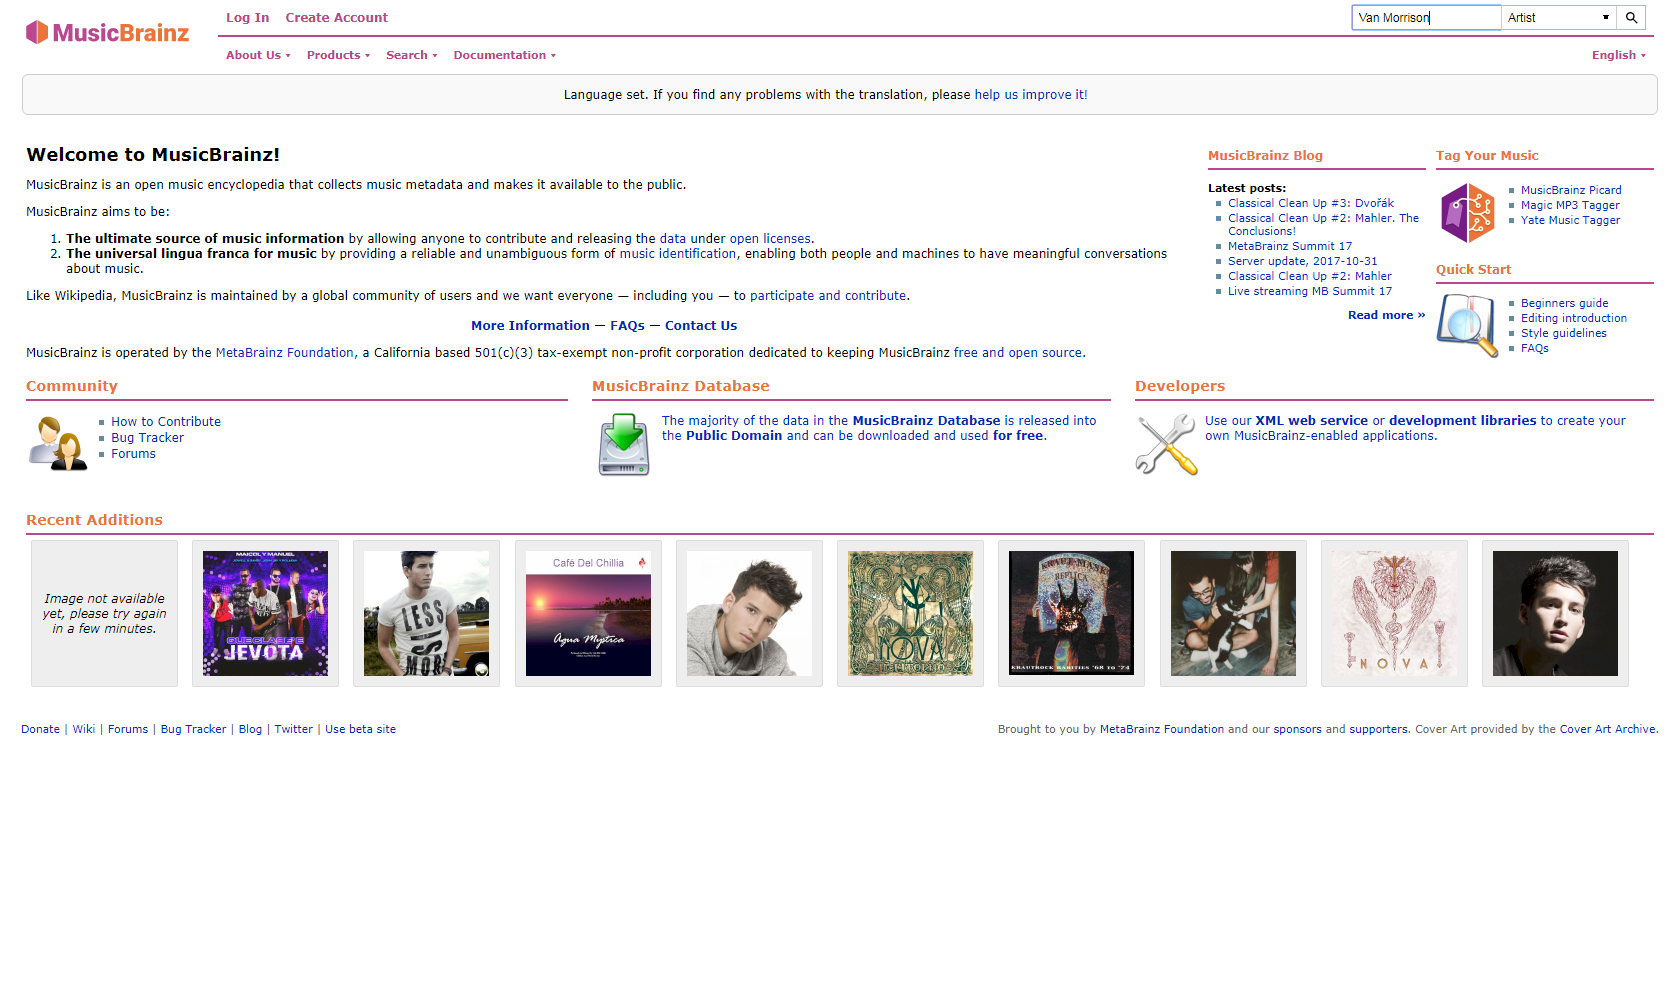 MusicBrainz
Log In Create Account
Van Morrison Artist
About Us Products Search Documentation English
Language set. If you find any problems with the translation, please help us improve it!
Welcome to MusicBrainz!
MusicBrainz is an open music encyclopedia that collects music metadata and makes it available to the public.
MusicBrainz aims to be:
1. The ultimate source of music information by allowing anyone to contribute and releasing the data under open licenses.
2. The universal lingua franca for music by providing a reliable and unambiguous form of music identification, enabling both people and machines to have meaningful conversations
about music.
Like Wikipedia, MusicBrainz is maintained by a global community of users and we want everyone — including you — to participate and contribute.
More Information — FAQs — Contact Us
MusicBrainz is operated by the MetaBrainz Foundation, a California based 501(c)(3) tax-exempt non-profit corporation dedicated to keeping MusicBrainz free and open source.
MusicBrainz Blog
Latest posts:
Classical Clean Up #3: Dvořák
Classical Clean Up #2: Mahler. The
Conclusions!
MetaBrainz Summit 17
Server update, 2017-10-31
Classical Clean Up #2: Mahler
Live streaming MB Summit 17
Read more »
Tag Your Music
MusicBrainz Picard
Magic MP3 Tagger
Yate Music Tagger
Quick Start
Beginners guide
Editing introduction
Style guidelines
FAQs
Community
How to Contribute
Bug Tracker
Forums
MusicBrainz Database
The majority of the data in the MusicBrainz Database is released into
the Public Domain and can be downloaded and used for free.
Developers
Use our XML web service or development libraries to create your
own MusicBrainz-enabled applications.
Recent Additions
Image not available
yet, please try again
in a few minutes.
MAICOL Y MANUEL
JEVOTA
LESS
IS
MORE
Café Del Chillia
Agua Mystica
NOVA
KRAUT MASK
REPLICA
KRAUTROCK RARITIES '68 TO '74
NOVA
Donate | Wiki | Forums | Bug Tracker | Blog | Twitter | Use beta site
Brought to you by MetaBrainz Foundation and our sponsors and supporters. Cover Art provided by the Cover Art Archive.